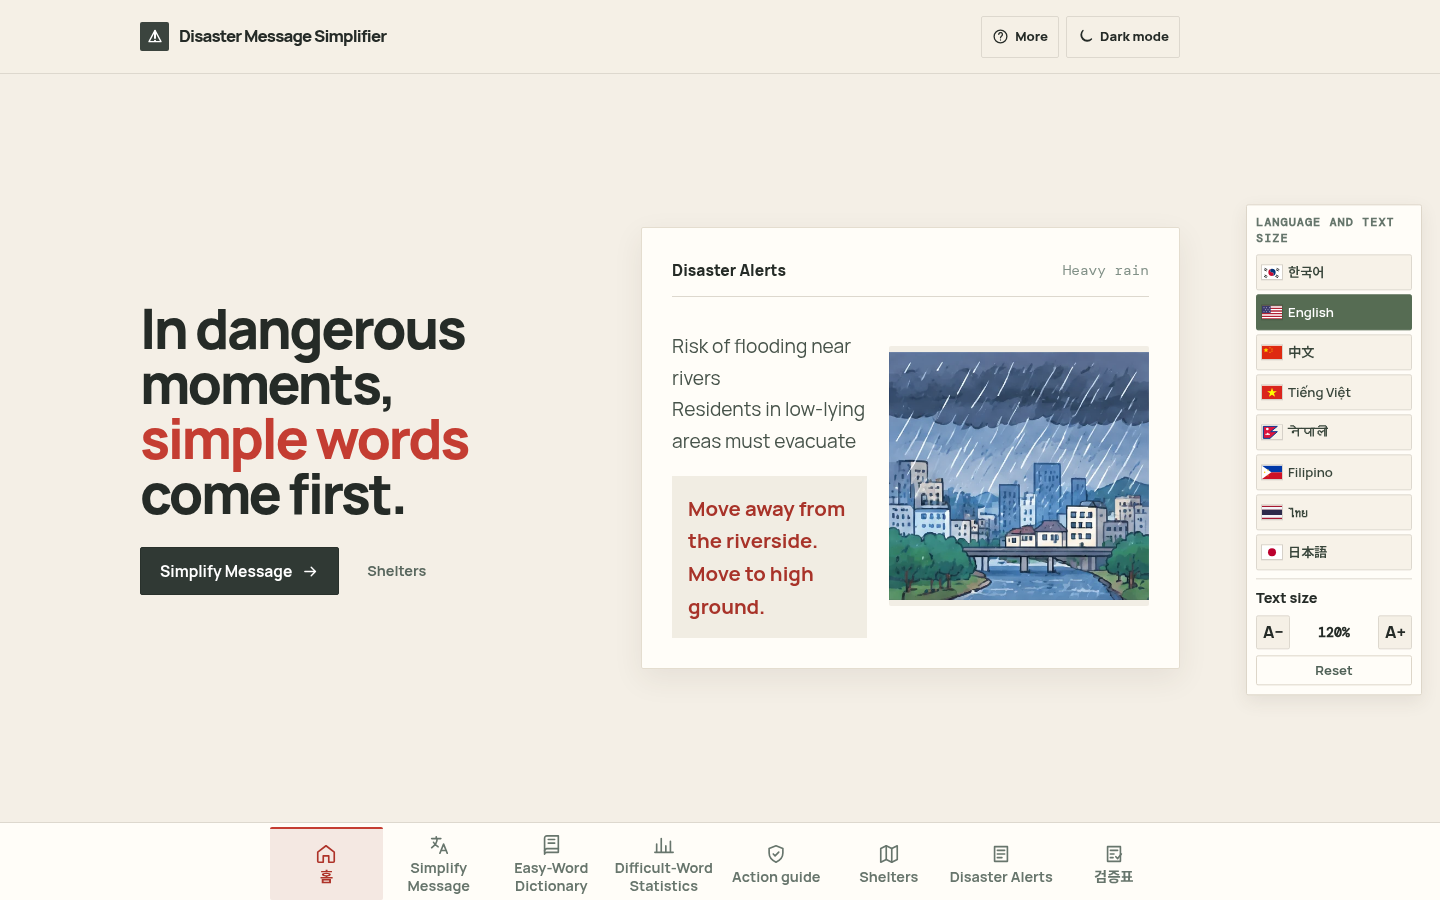 Disaster Message Simplifier
More
Dark mode
In dangerous
moments,
simple words
come first.
Simplify Message
Shelters
Disaster Alerts
Heavy rain
Risk of flooding near
rivers
Residents in low-lying
areas must evacuate
Move away from
the riverside.
Move to high
ground.
LANGUAGE AND TEXT
SIZE
한국어
English
中文
Tiếng Việt
नेपाली
Filipino
ไทย
日本語
Text size
A−
120%
A+
Reset
홈
Simplify
Message
Easy-Word
Dictionary
Difficult-Word
Statistics
Action guide
Shelters
Disaster Alerts
검증표